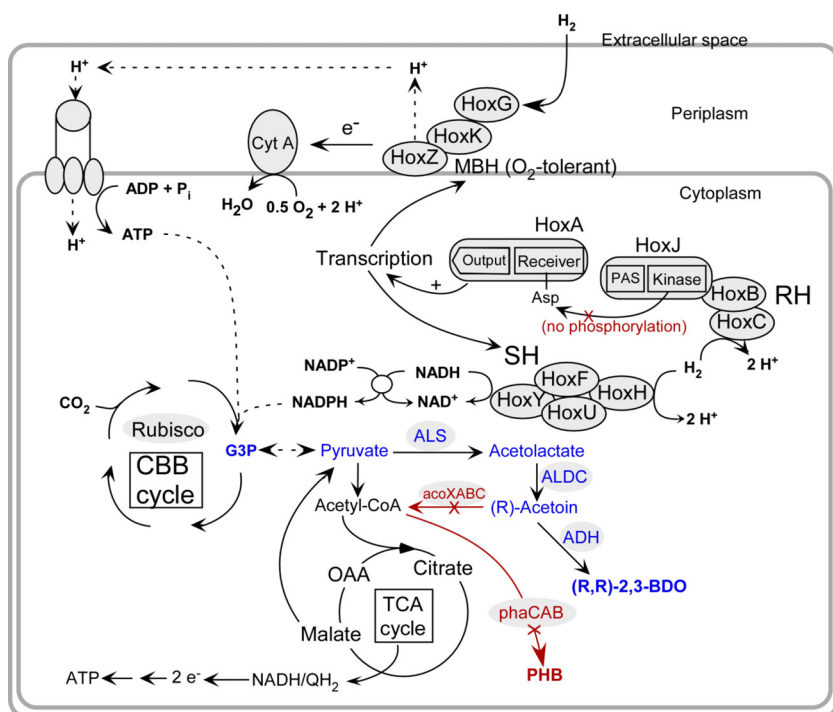 H2
Extracellular space
H+
H+
Periplasm
HoxG
HoxK
HoxZ
e-
Cyt A
MBH (O2-tolerant)
Cytoplasm
ADP + Pi
H2O
0.5 O2 + 2 H+
ATP
H+
Transcription
HoxA
Output
Receiver
+
Asp
HoxJ
PAS
Kinase
HoxB
HoxC
RH
(no phosphorylation)
SH
H2
2 H+
HoxF
HoxY
HoxH
HoxU
2 H+
NADP+
NADH
NADPH
NAD+
CO2
Rubisco
CBB
cycle
G3P
Pyruvate
ALS
Acetolactate
ALDC
Acetyl-CoA
acoXABC
(R)-Acetoin
ADH
(R,R)-2,3-BDO
OAA
Citrate
TCA
cycle
Malate
phaCAB
PHB
ATP
2 e-
NADH/QH2